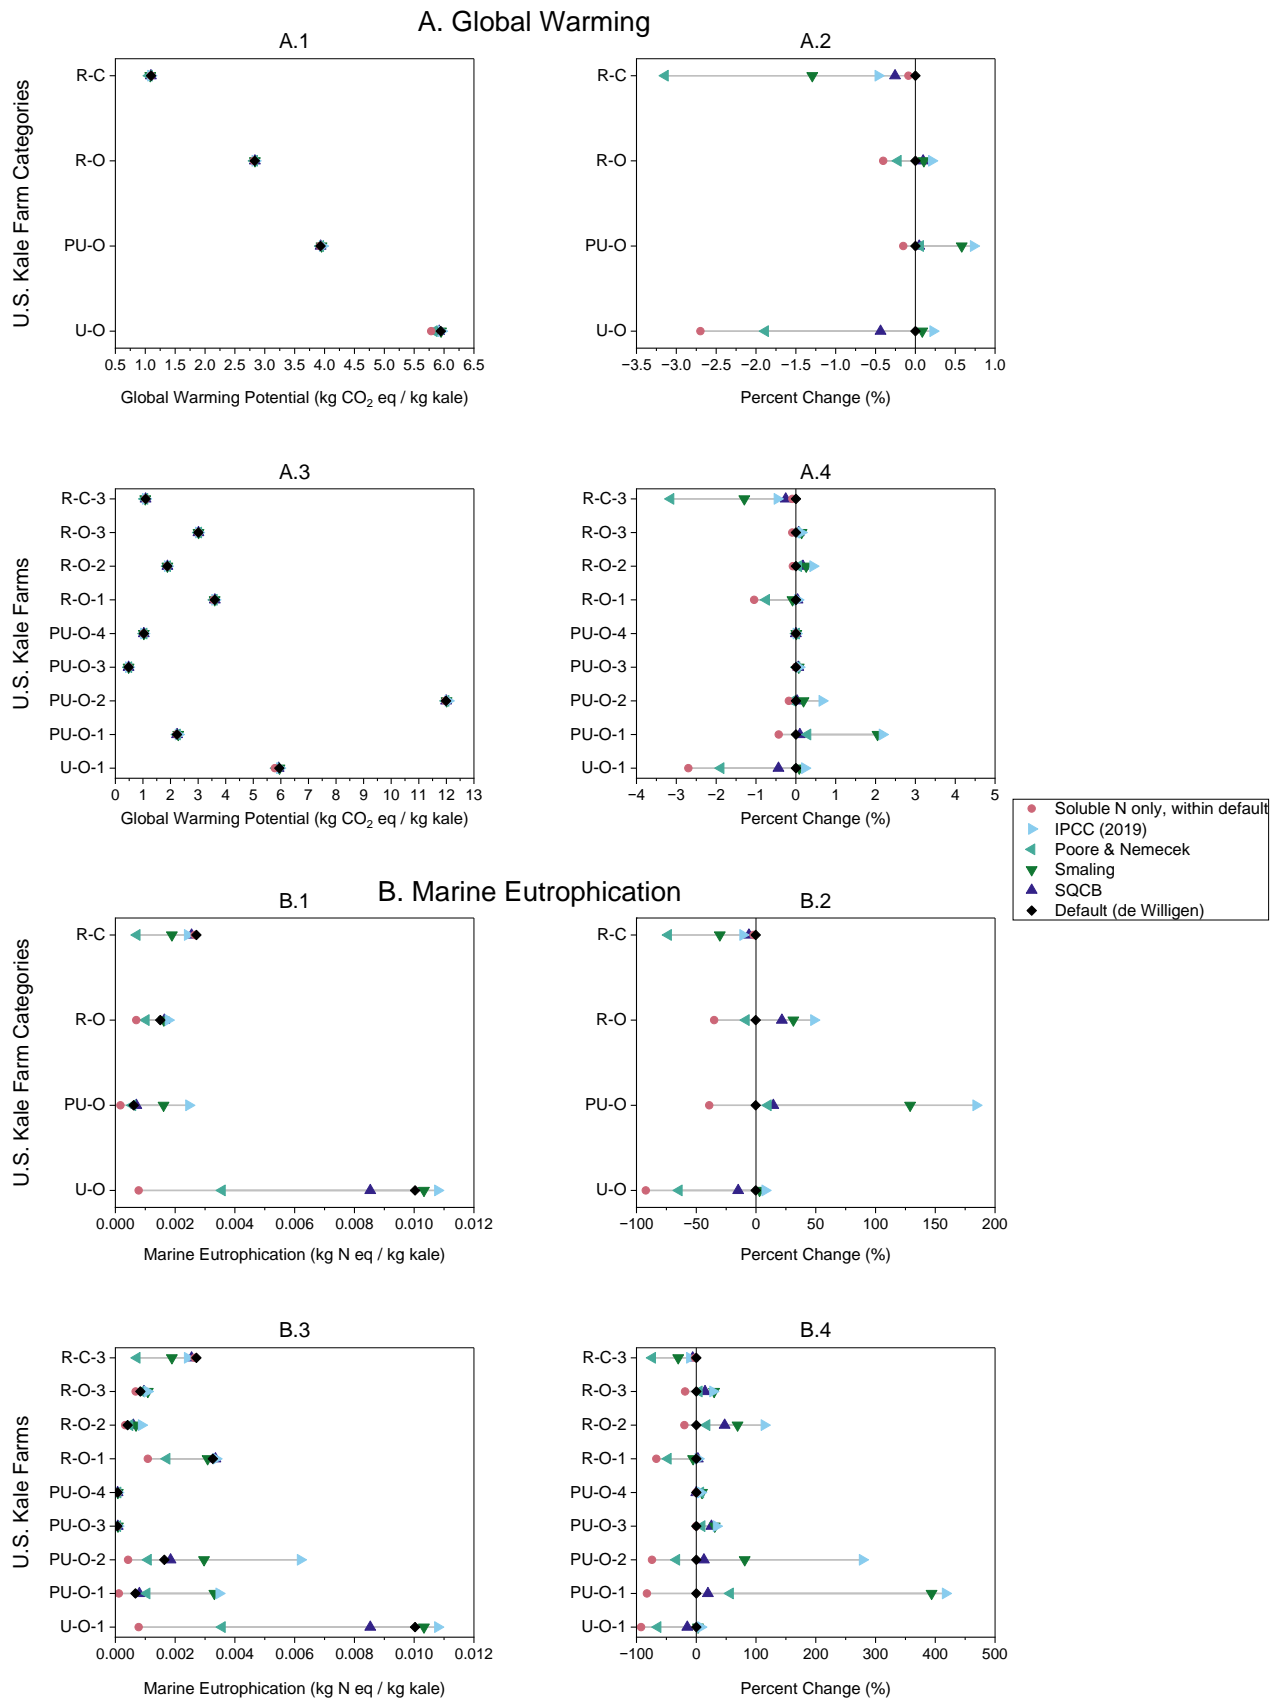 A. Global Warming
A.1
A.2
U.S. Kale Farm Categories
R-C
R-O
PU-O
U-O
0.5 1.0 1.5 2.0 2.5 3.0 3.5 4.0 4.5 5.0 5.5 6.0 6.5
Global Warming Potential (kg CO2 eq / kg kale)
R-C
R-O
PU-O
U-O
−3.5 −3.0 −2.5 −2.0 −1.5 −1.0 −0.5 0.0 0.5 1.0
Percent Change (%)
A.3
A.4
U.S. Kale Farms
R-C-3
R-O-3
R-O-2
R-O-1
PU-O-4
PU-O-3
PU-O-2
PU-O-1
U-O-1
0 1 2 3 4 5 6 7 8 9 10 11 12 13
Global Warming Potential (kg CO2 eq / kg kale)
R-C-3
R-O-3
R-O-2
R-O-1
PU-O-4
PU-O-3
PU-O-2
PU-O-1
U-O-1
−4 −3 −2 −1 0 1 2 3 4 5
Percent Change (%)
Soluble N only, within default
IPCC (2019)
Poore & Nemecek
Smaling
SQCB
Default (de Willigen)
B. Marine Eutrophication
B.1
B.2
U.S. Kale Farm Categories
R-C
R-O
PU-O
U-O
0.000 0.002 0.004 0.006 0.008 0.010 0.012
Marine Eutrophication (kg N eq / kg kale)
R-C
R-O
PU-O
U-O
−100 −50 0 50 100 150 200
Percent Change (%)
B.3
B.4
U.S. Kale Farms
R-C-3
R-O-3
R-O-2
R-O-1
PU-O-4
PU-O-3
PU-O-2
PU-O-1
U-O-1
0.000 0.002 0.004 0.006 0.008 0.010 0.012
Marine Eutrophication (kg N eq / kg kale)
R-C-3
R-O-3
R-O-2
R-O-1
PU-O-4
PU-O-3
PU-O-2
PU-O-1
U-O-1
−100 0 100 200 300 400 500
Percent Change (%)